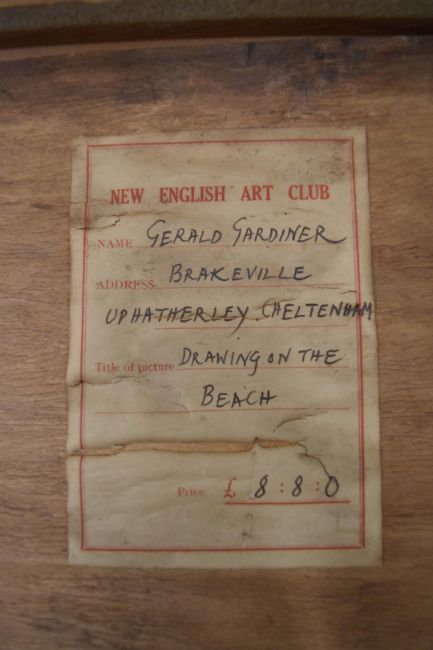 NEW ENGLISH ART CLUB
NAME GERALD GARDINER
ADDRESS BRAKEVILLE
UPHATHERLEY CHELTENHAM
Title of picture DRAWING ON THE
BEACH
Price £ 8 : 8 : 0